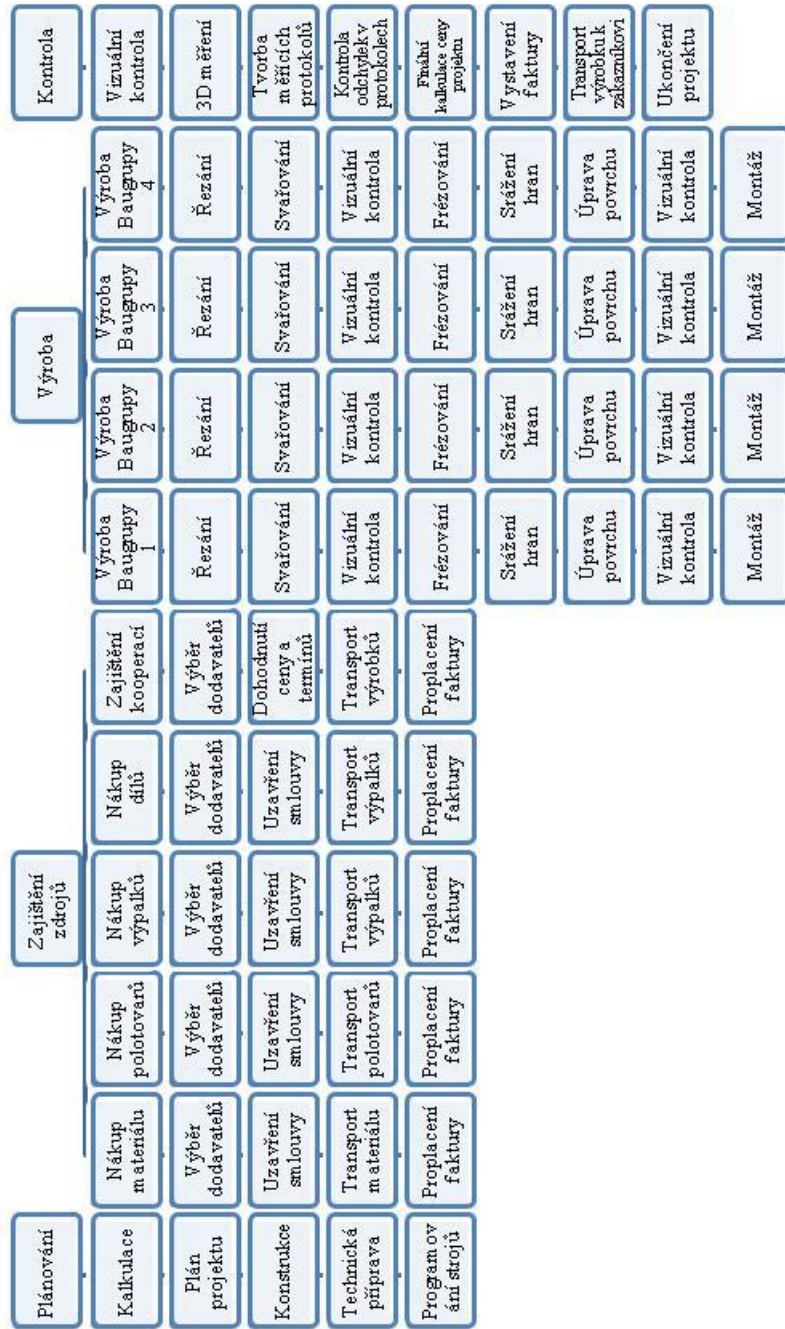 Plánování
Kalkulace
Plán
projektu
Konstrukce
Technická
příprava
Programov
ání strojů
Zajištění
zdrojů
Nákup
materiálu
Výběr
dodavatelů
Uzavření
smlouvy
Transport
materiálu
Proplacení
faktury
Nákup
polotovarů
Výběr
dodavatelů
Uzavření
smlouvy
Transport
polotovarů
Proplacení
faktury
Nákup
výpalků
Výběr
dodavatelů
Uzavření
smlouvy
Transport
výpalků
Proplacení
faktury
Nákup
dílů
Výběr
dodavatelů
Uzavření
smlouvy
Transport
výpalků
Proplacení
faktury
Zajištění
kooperací
Výběr
dodavatelů
Dohodnutí
ceny a
termínů
Transport
výrobků
Proplacení
faktury
Výroba
Výroba
Baugrupy
1
Řezání
Svařování
Vizuální
kontrola
Frézování
Srážení
hran
Úprava
povrchu
Vizuální
kontrola
Montáž
Výroba
Baugrupy
2
Řezání
Svařování
Vizuální
kontrola
Frézování
Srážení
hran
Úprava
povrchu
Vizuální
kontrola
Montáž
Výroba
Baugrupy
3
Řezání
Svařování
Vizuální
kontrola
Frézování
Srážení
hran
Úprava
povrchu
Vizuální
kontrola
Montáž
Výroba
Baugrupy
4
Řezání
Svařování
Vizuální
kontrola
Frézování
Srážení
hran
Úprava
povrchu
Vizuální
kontrola
Montáž
Kontrola
Vizuální
kontrola
3D měření
Tvorba
měřících
protokolů
Kontrola
odchylek v
protokolech
Finální
kalkulace ceny
projektu
Vystavení
faktury
Transport
výrobku k
zákazníkovi
Ukončení
projektu